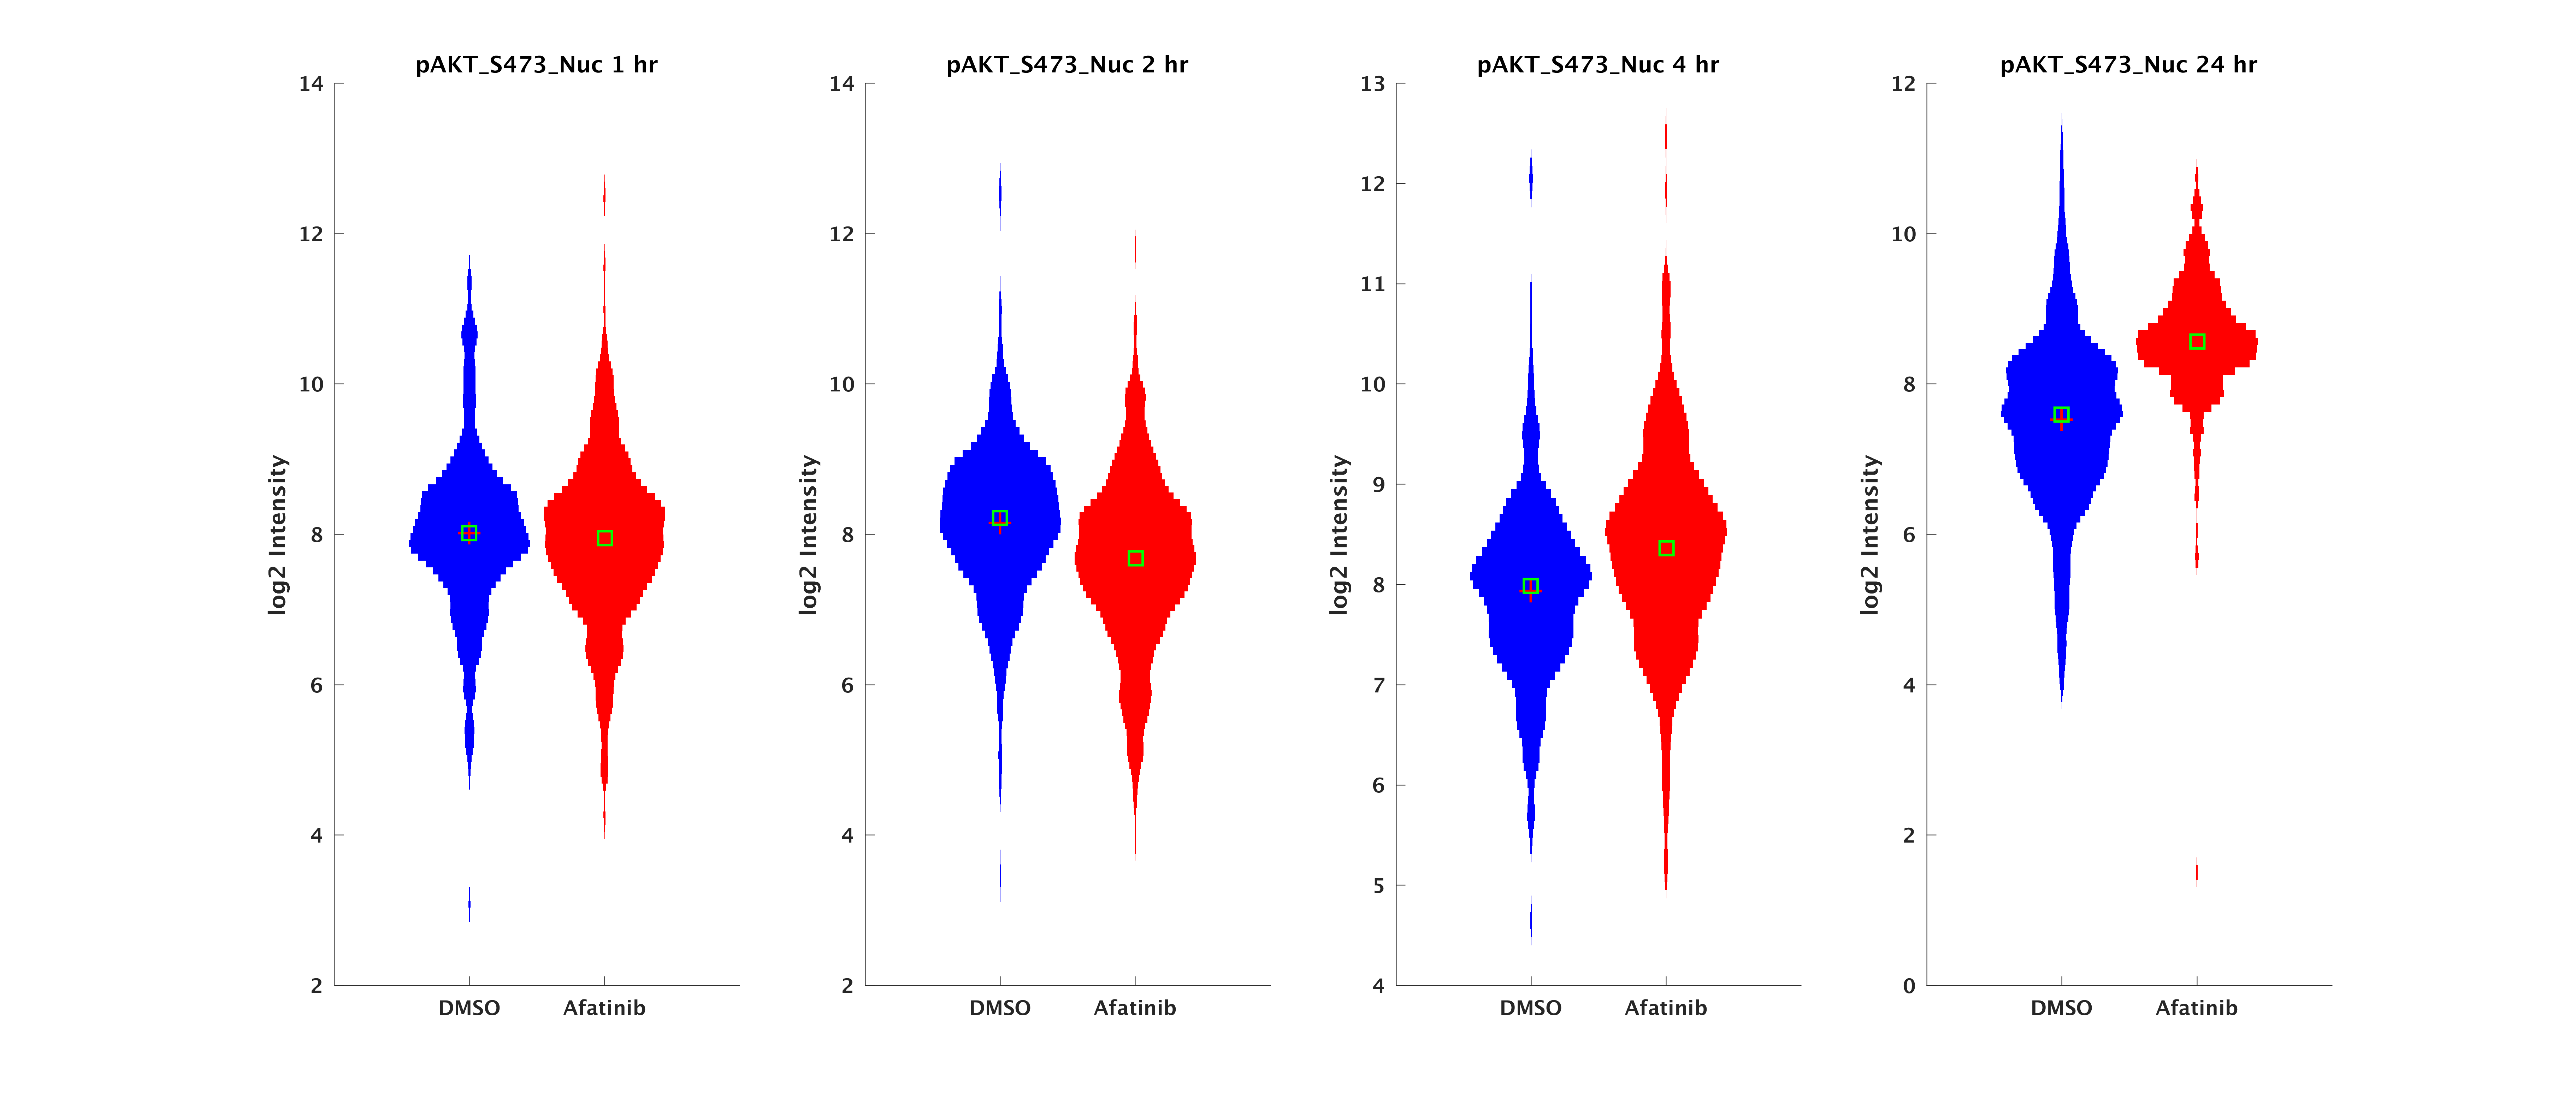 pAKT_S473_Nuc 1 hr
14
12
10
8
6
4
2
log2 Intensity
DMSO
Afatinib
pAKT_S473_Nuc 2 hr
14
12
10
8
6
4
2
log2 Intensity
DMSO
Afatinib
pAKT_S473_Nuc 4 hr
13
12
11
10
9
8
7
6
5
4
log2 Intensity
DMSO
Afatinib
pAKT_S473_Nuc 24 hr
12
10
8
6
4
2
0
log2 Intensity
DMSO
Afatinib